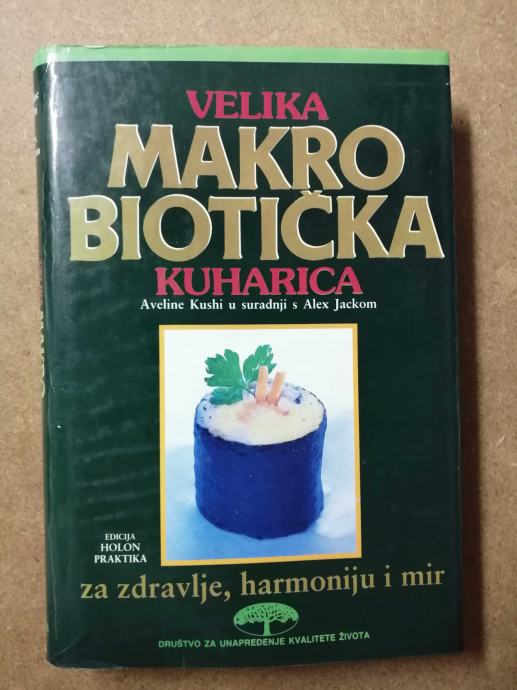 VELIKA
MAKRO
BIOTIČKA
KUHARICA
Aveline Kushi u suradnji s Alex Jackom
EDICIJA
HOLON
PRAKTIKA
za zdravlje, harmoniju i mir
DRUŠTVO ZA UNAPREĐENJE KVALITETE ŽIVOTA